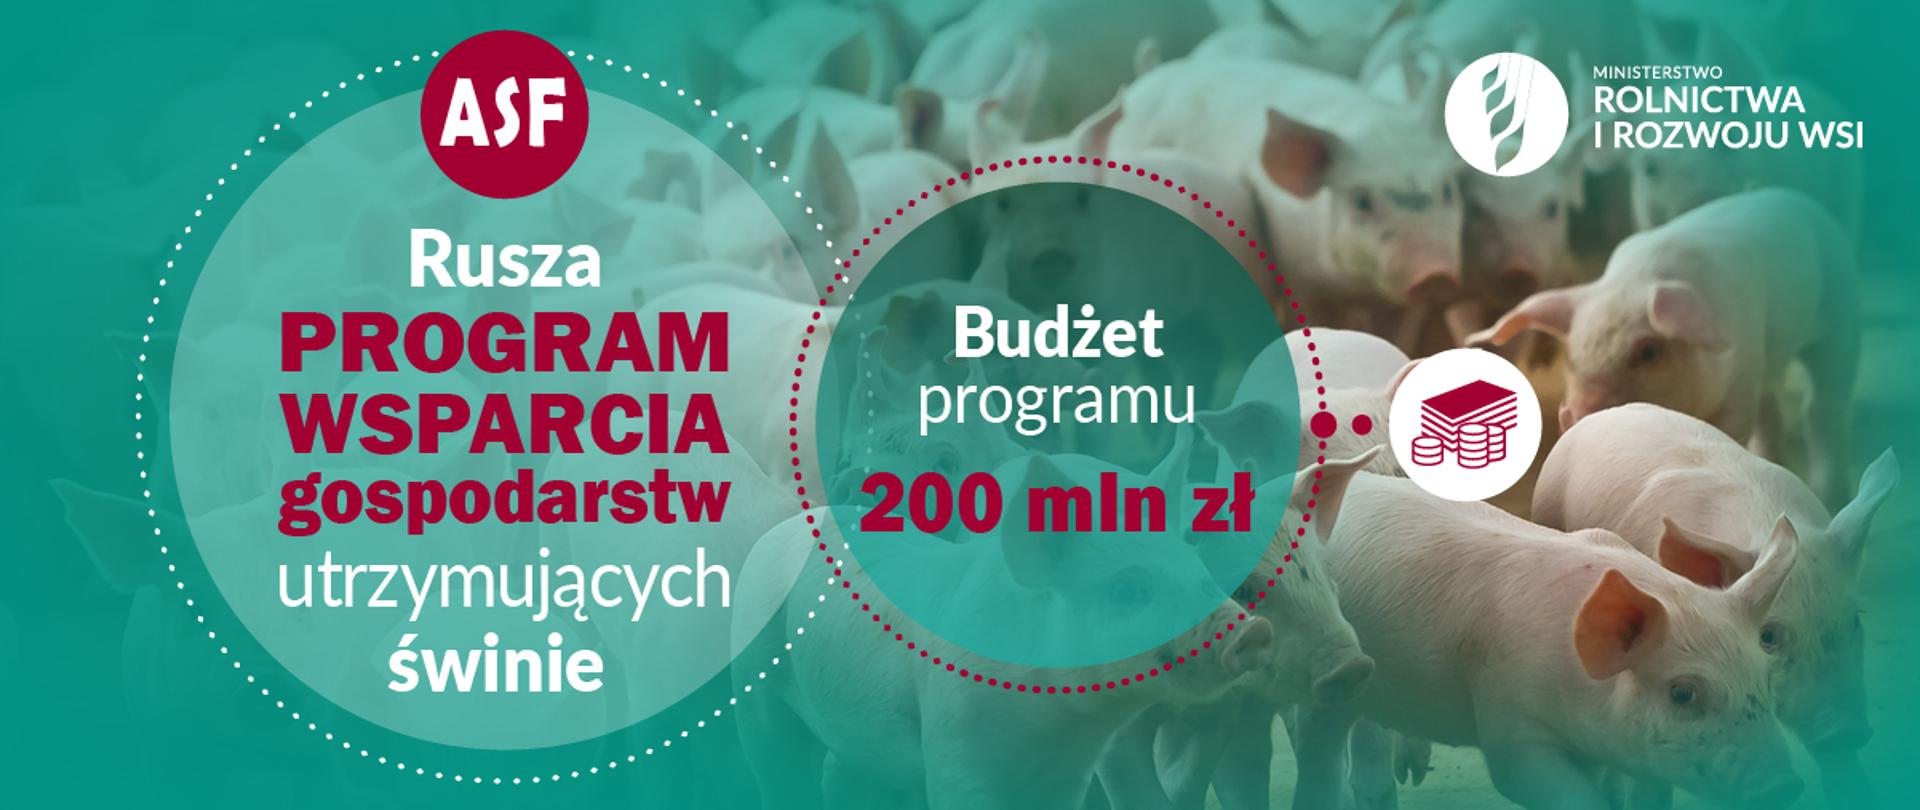 ASF
Rusza
PROGRAM
WSPARCIA
gospodarstw
utrzymujących
świnie
Budżet
programu
200 mln zł
MINISTERSTWO
ROLNICTWA
I ROZWOJU WSI